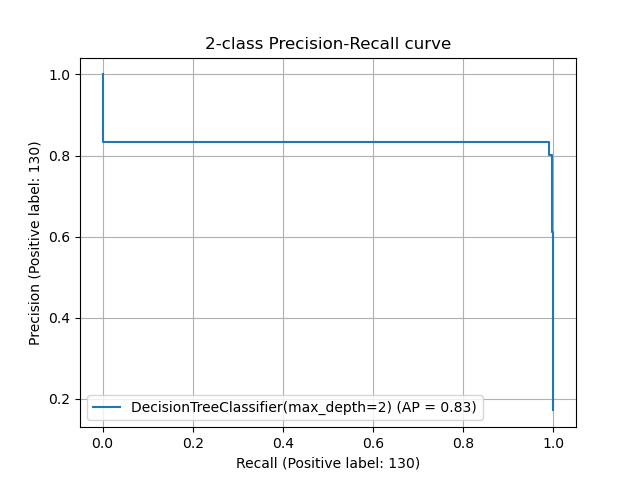 2-class Precision-Recall curve
Precision (Positive label: 130)
1.0
0.8
0.6
0.4
0.2
DecisionTreeClassifier(max_depth=2) (AP = 0.83)
0.0 0.2 0.4 0.6 0.8 1.0
Recall (Positive label: 130)